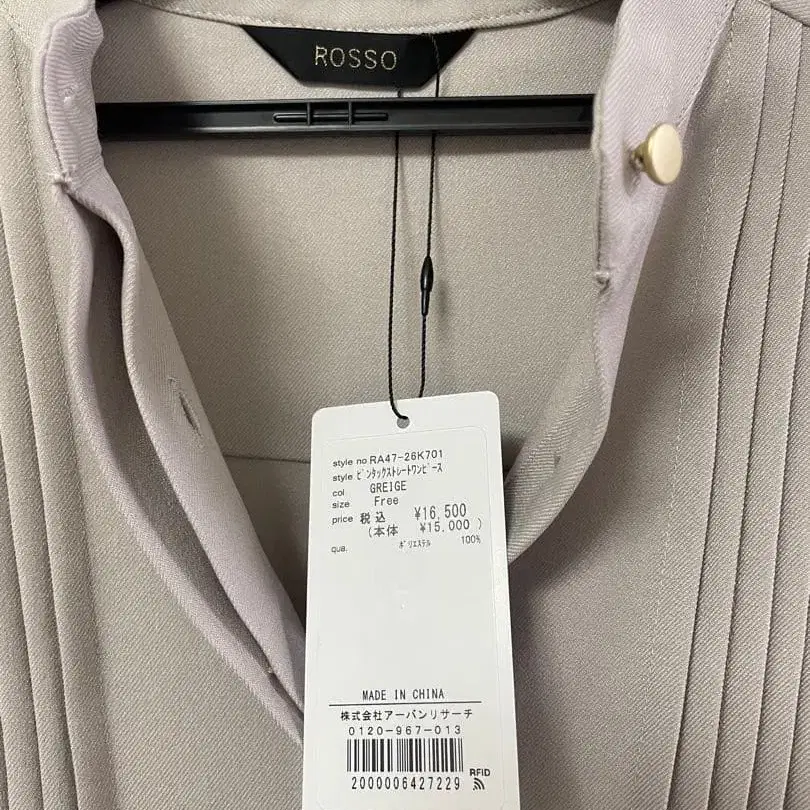 ROSSO
style no RA47-26K701
style ﾋﾟﾝﾀｯｸｽﾄﾚｰﾄﾜﾝﾋﾟｰｽ
col GREIGE
size Free
price 税込 ¥16,500
(本体 ¥15.000 )
qua. ﾎﾟﾘｴｽﾃﾙ 100%
MADE IN CHINA
株式会社アーバンリサーチ
0120-967-013
2000006427229
RFID